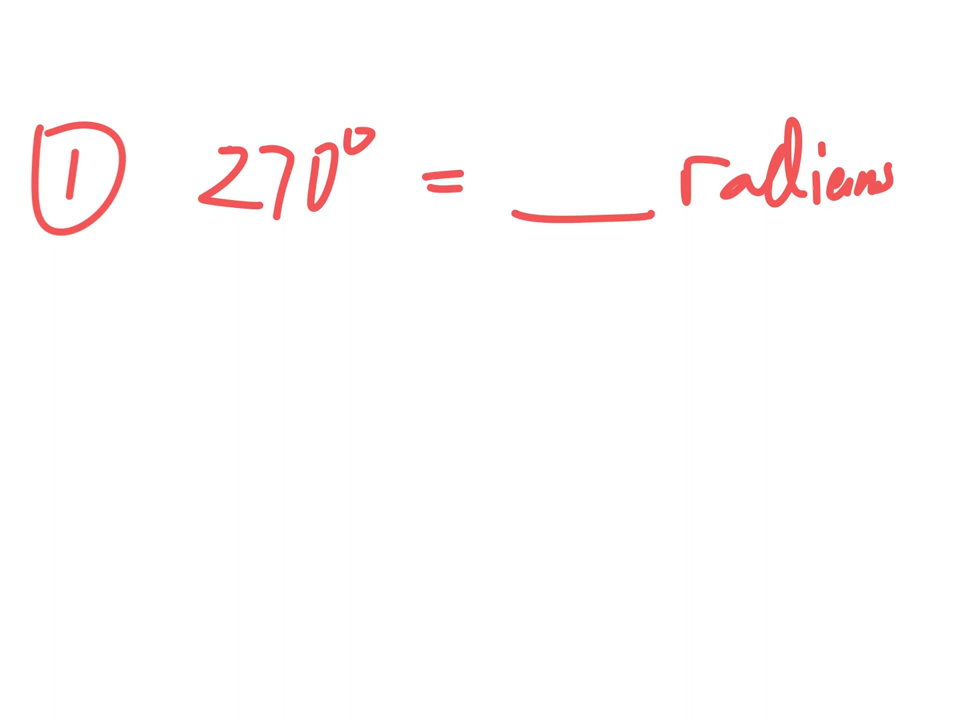 ① 270° = ___ radians